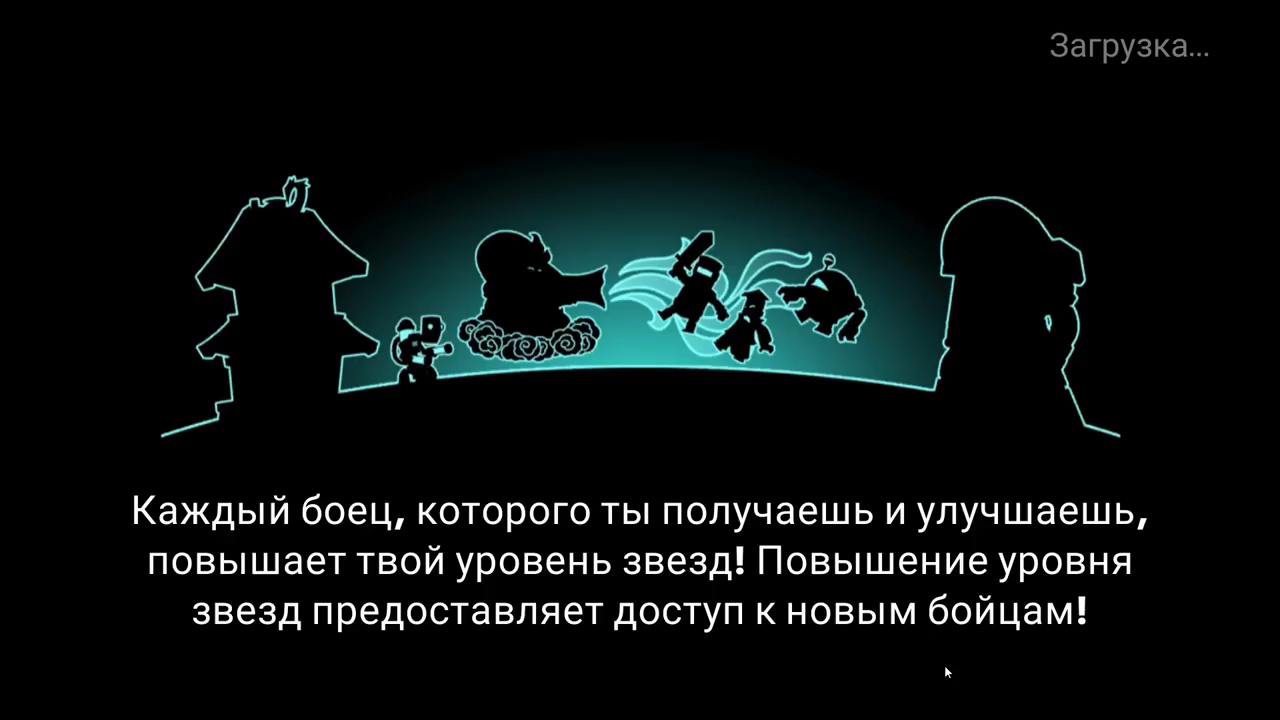 Загрузка...
Каждый боец, которого ты получаешь и улучшаешь,
повышает твой уровень звезд! Повышение уровня
звезд предоставляет доступ к новым бойцам!